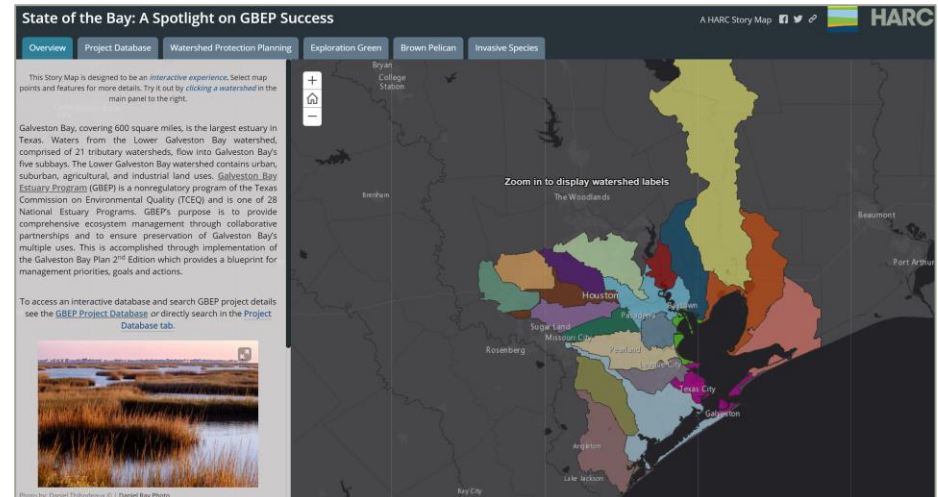 State of the Bay: A Spotlight on GBEP Success
A HARC Story Map
HARC
Overview
Project Database
Watershed Protection Planning
Exploration Green
Brown Pelican
Invasive Species
This Story Map is designed to be an interactive experience. Select map
points and features for more details. Try it out by clicking a watershed in the
main panel to the right.
Galveston Bay, covering 600 square miles, is the largest estuary in
Texas. Waters from the Lower Galveston Bay watershed,
comprised of 21 tributary watersheds, flow into Galveston Bay's
five subbays. The Lower Galveston Bay watershed contains urban,
suburban, agricultural, and industrial land uses. Galveston Bay
Estuary Program (GBEP) is a nonregulatory program of the Texas
Commission on Environmental Quality (TCEQ) and is one of 28
National Estuary Programs. GBEP's purpose is to provide
comprehensive ecosystem management through collaborative
partnerships and to ensure preservation of Galveston Bay's
multiple uses. This is accomplished through implementation of
the Galveston Bay Plan 2nd Edition which provides a blueprint for
management priorities, goals and actions.
To access an interactive database and search GBEP project details
see the GBEP Project Database or directly search in the Project
Database tab.
Bryan
College
Station
Zoom in to display watershed labels
The Woodlands
Brenham
Beaumont
Port Arthur
Houston
Baytown
Pasadena
Sugar Land
Missouri City
Rosenberg
Pearland
League City
Texas City
Galveston
Angleton
Lake Jackson
Bay City